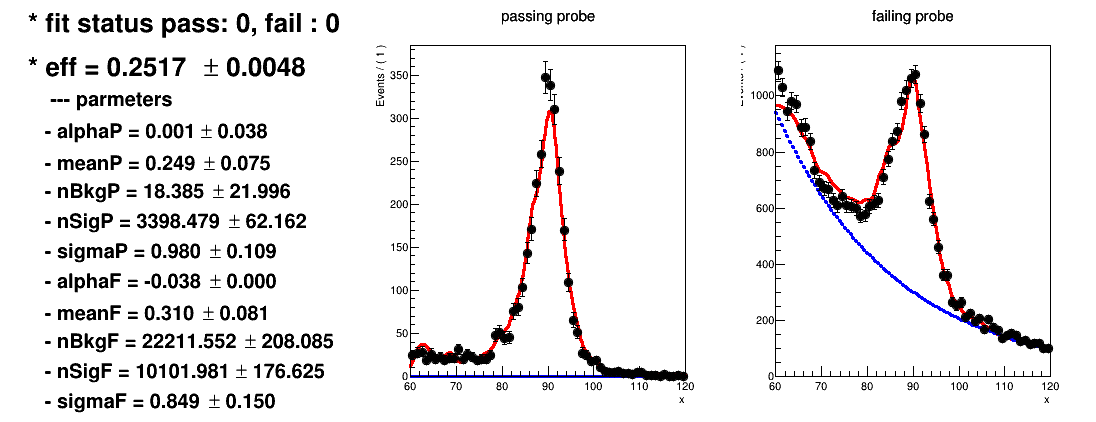 * fit status pass: 0, fail : 0
* eff = 0.2517 ± 0.0048
--- parmeters
- alphaP = 0.001 ± 0.038
- meanP = 0.249 ± 0.075
- nBkgP = 18.385 ± 21.996
- nSigP = 3398.479 ± 62.162
- sigmaP = 0.980 ± 0.109
- alphaF = -0.038 ± 0.000
- meanF = 0.310 ± 0.081
- nBkgF = 22211.552 ± 208.085
- nSigF = 10101.981 ± 176.625
- sigmaF = 0.849 ± 0.150
passing probe
Events / ( 1 )
350
300
250
200
150
100
50
0
60 70 80 90 100 110 120
x
failing probe
Events / ( 1 )
1000
800
600
400
200
0
60 70 80 90 100 110 120
x